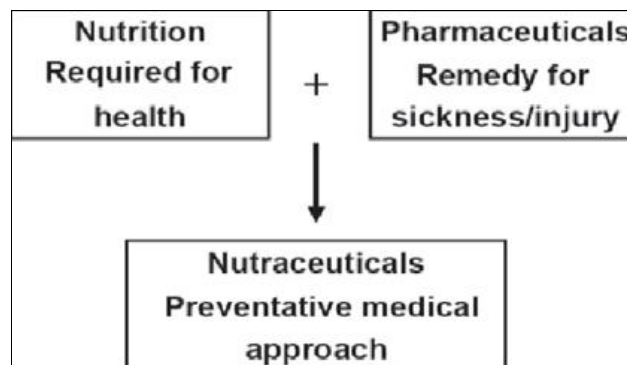 Nutrition
Required for
health
+
Pharmaceuticals
Remedy for
sickness/injury
Nutraceuticals
Preventative medical
approach